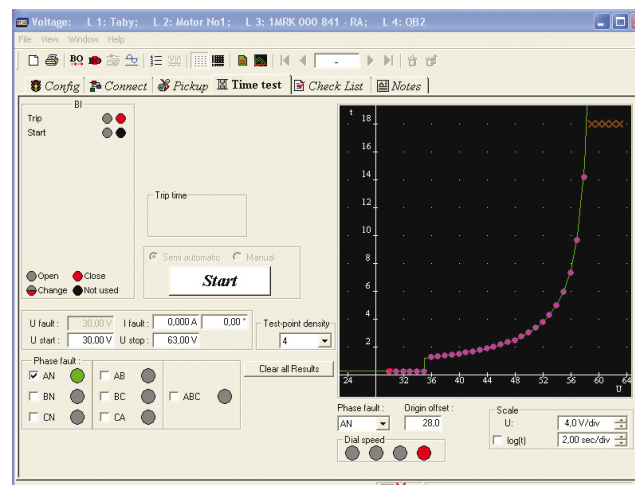 Voltage: L 1: Taby; L 2: Motor No1; L 3: 1MRK 000 841 - RA; L 4: QB2
File View Window Help
BO
-
Config Connect Pickup Time test Check List Notes
BI
Trip
Start
Trip time
Semi automatic Manual
Start
Open Close
Change Not used
U fault : 30,00 V I fault : 0,000 A 0,00 °
U start : 30,00 V U stop : 63,00 V
Test-point density
4
Phase fault :
AN AB
BN BC ABC
CN CA
Clear all Results
t
18
14
10
6
2
24 32 36 40 44 48 52 56 60 64
U
Phase fault : Origin offset :
AN 28,0
Dial speed
Scale
U: 4,0 V/div
log(t) 2,00 sec/div